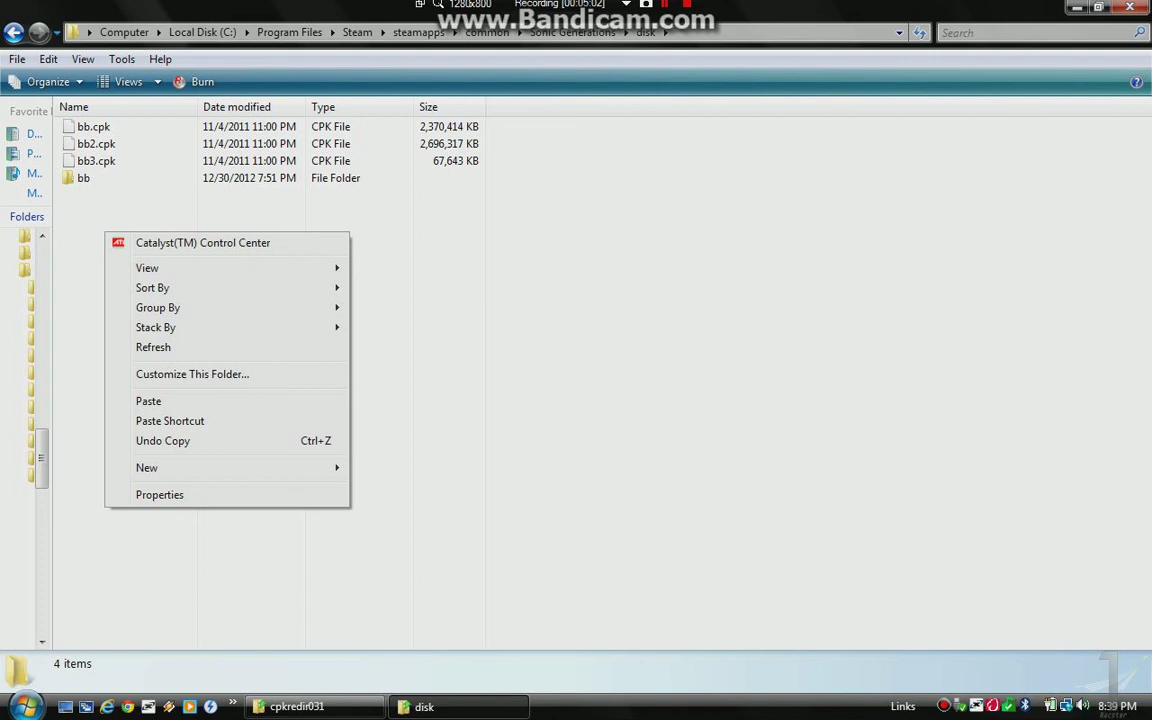 1280x800 Recording [00:05:02]
www.Bandicam.com
Computer Local Disk (C:) Program Files Steam steamapps common Sonic Generations disk Search
File Edit View Tools Help
Organize Views Burn
Favorite
Name Date modified Type Size
bb.cpk 11/4/2011 11:00 PM CPK File 2,370,414 KB
bb2.cpk 11/4/2011 11:00 PM CPK File 2,696,317 KB
bb3.cpk 11/4/2011 11:00 PM CPK File 67,643 KB
bb 12/30/2012 7:51 PM File Folder
D...
P...
M...
M...
Folders
Catalyst(TM) Control Center
View
Sort By
Group By
Stack By
Refresh
Customize This Folder...
Paste
Paste Shortcut
Undo Copy Ctrl+Z
New
Properties
4 items
cpkredir031 disk Links 8:39 PM